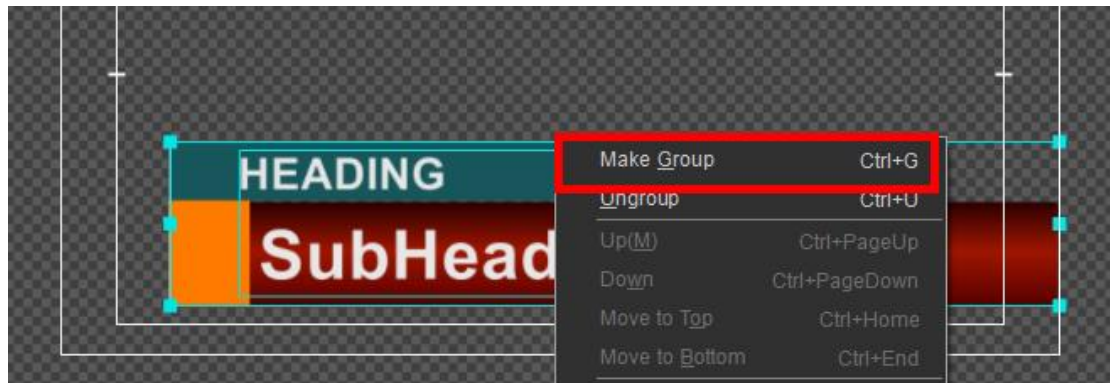 HEADING
SubHead
Make Group Ctrl+G
Ungroup Ctrl+U
Up(M) Ctrl+PageUp
Down Ctrl+PageDown
Move to Top Ctrl+Home
Move to Bottom Ctrl+End